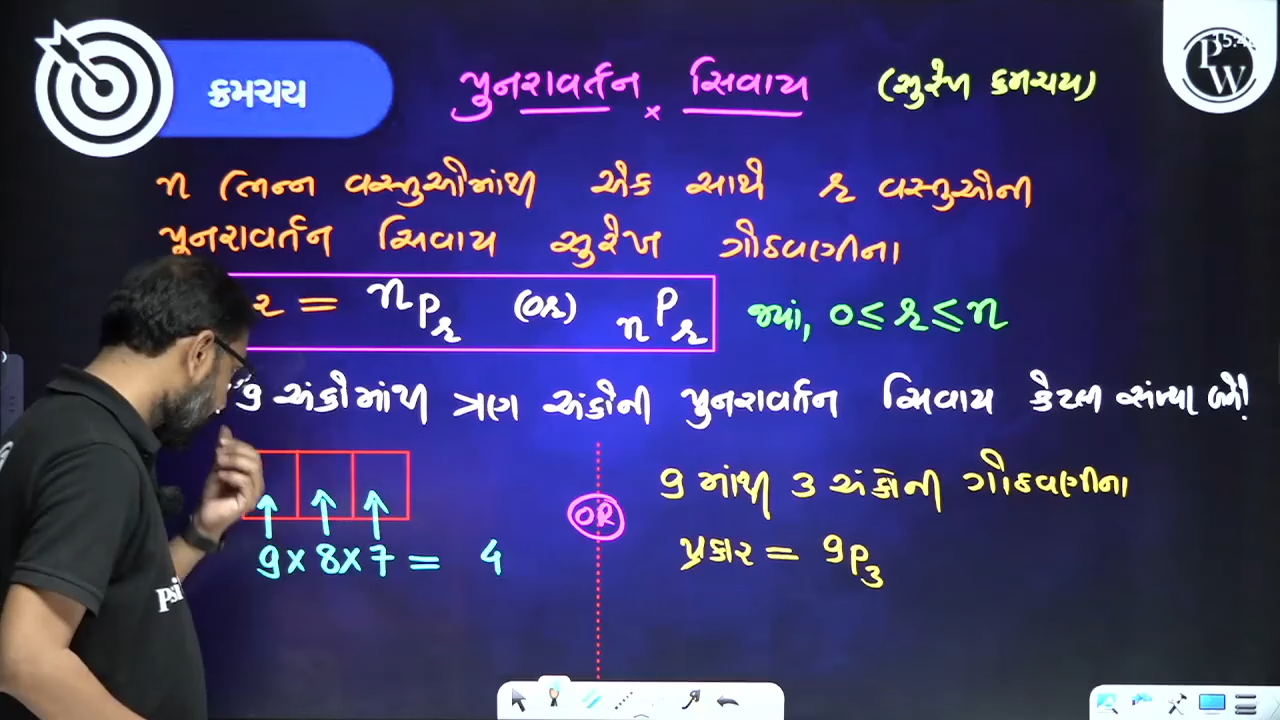 ક્રમચય
પુનરાવર્તન સિવાય (સુરેખ ક્રમચય)
PW
n ભિન્ન વસ્તુઓમાંથી એક સાથે r વસ્તુઓની
પુનરાવર્તન સિવાય સુરેખ ગોઠવણીના
ર = nPr (OR) nPr જ્યાં, 0 ≤ r ≤ n
9 અંકોમાંથી ત્રણ અંકોની પુનરાવર્તન સિવાય કેટલી સંખ્યા બને!
9 × 8 × 7 = 4
OR
9 માંથી 3 અંકોની ગોઠવણીના
પ્રકાર = 9P3
psi